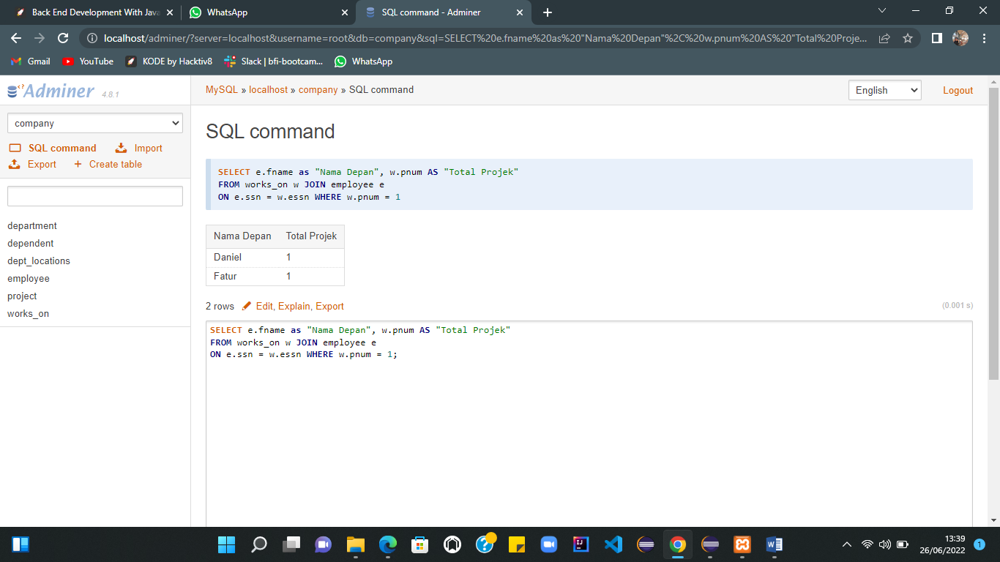 Back End Development With Java
WhatsApp
SQL command - Adminer
localhost/adminer/?server=localhost&username=root&db=company&sql=SELECT%20e.fname%20as%20"Nama%20Depan"%2C%20w.pnum%20AS%20"Total%20Proje...
Gmail
YouTube
KODE by Hacktiv8
Slack | bfi-bootcam...
WhatsApp
Adminer 4.8.1
MySQL » localhost » company » SQL command
English
Logout
company
SQL command
Import
Export
Create table
department
dependent
dept_locations
employee
project
works_on
SQL command
SELECT e.fname as "Nama Depan", w.pnum AS "Total Projek"
FROM works_on w JOIN employee e
ON e.ssn = w.essn WHERE w.pnum = 1
Nama Depan Total Projek
Daniel 1
Fatur 1
2 rows Edit, Explain, Export
(0.001 s)
SELECT e.fname as "Nama Depan", w.pnum AS "Total Projek"
FROM works_on w JOIN employee e
ON e.ssn = w.essn WHERE w.pnum = 1;
13:39
26/06/2022
1